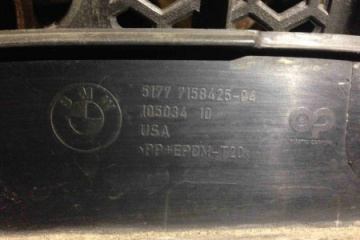 BMW
5177 7158425-04
105034 10
USA
>PP+EPDM-T20<